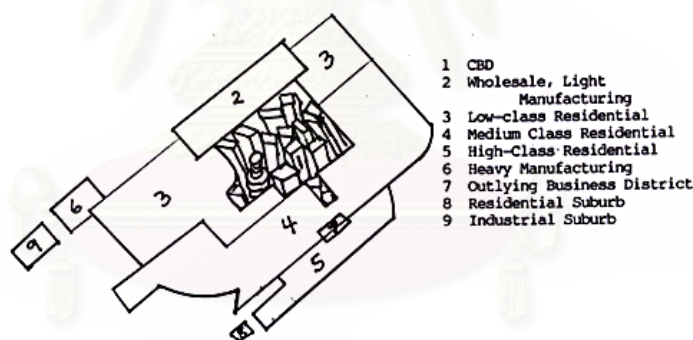 3
2
3
6
9
4
5
8
1 CBD
2 Wholesale, Light
Manufacturing
3 Low-class Residential
4 Medium Class Residential
5 High-Class Residential
6 Heavy Manufacturing
7 Outlying Business District
8 Residential Suburb
9 Industrial Suburb